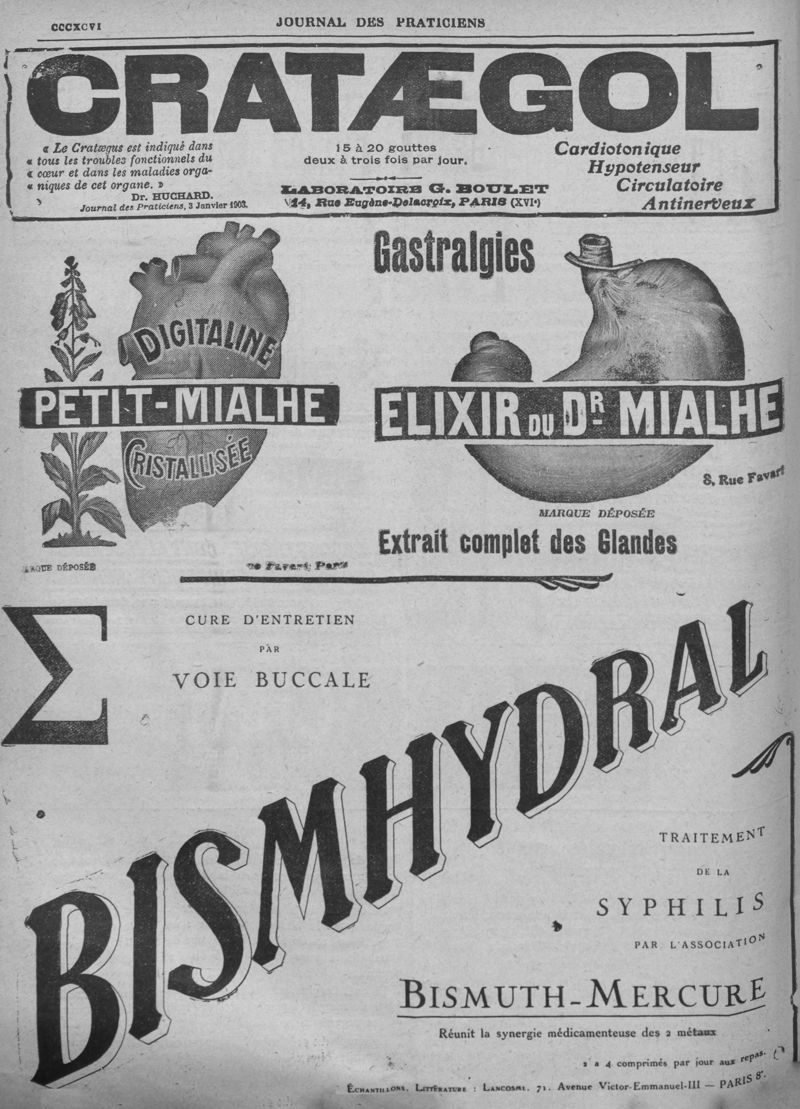 CCCXCVI
JOURNAL DES PRATICIENS
CRATÆGOL
« Le Cratægus est indiqué dans
« tous les troubles fonctionnels du
« cœur et dans les maladies orga-
« niques de cet organe. »
Dr. HUCHARD.
Journal des Praticiens, 3 Janvier 1903.
15 à 20 gouttes
deux à trois fois par jour.
LABORATOIRE G. BOULET
14, Rue Eugène-Delacroix, PARIS (XVIe)
Cardiotonique
Hypotenseur
Circulatoire
Antinerveux
DIGITALINE
PETIT-MIALHE
CRISTALLISÉE
DÉPOSÉE
Favart, Paris
Gastralgies
ELIXIR DU DR MIALHE
8, Rue Favart
MARQUE DÉPOSÉE
Extrait complet des Glandes
Σ
CURE D'ENTRETIEN
PAR
VOIE BUCCALE
BISMHYDRAL
TRAITEMENT
DE LA
SYPHILIS
PAR L'ASSOCIATION
BISMUTH-MERCURE
Réunit la synergie médicamenteuse des 2 métaux
2 a 4 comprimés par jour aux repas.
ÉCHANTILLONS, LITTÉRATURE : LANCOSME, 71, Avenue Victor-Emmanuel-III — PARIS 8e.